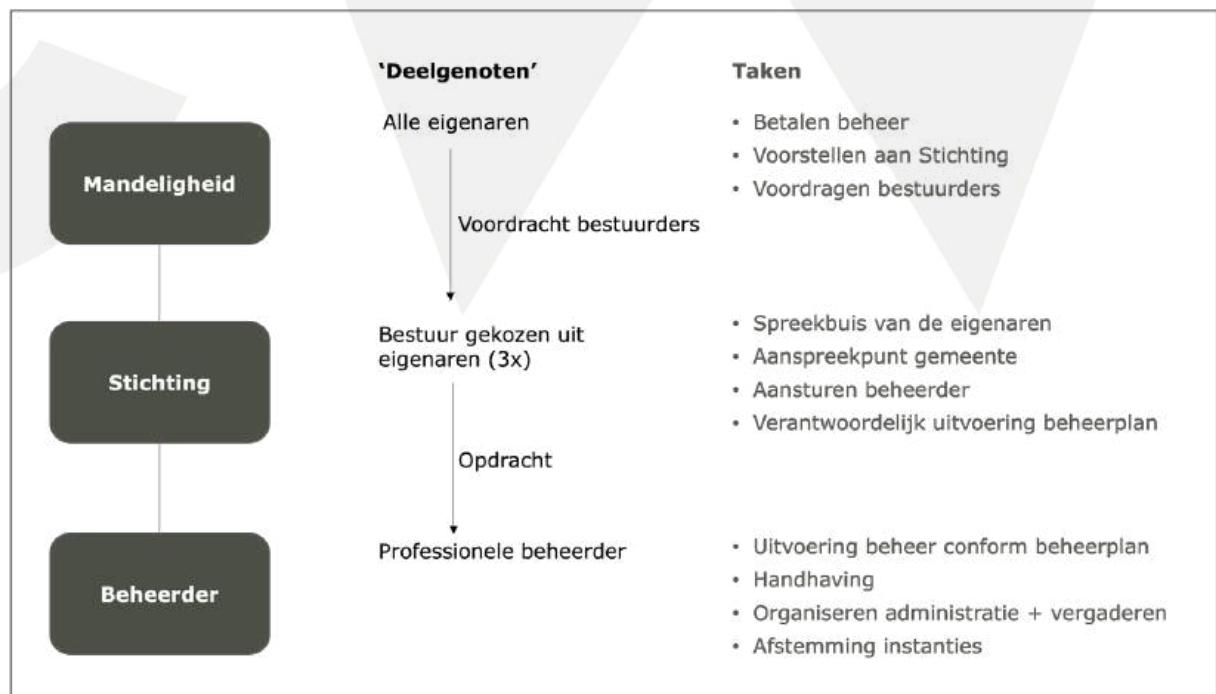 ‘Deelgenoten’
Taken
Mandeligheid
Alle eigenaren
• Betalen beheer
• Voorstellen aan Stichting
• Voordragen bestuurders
Voordracht bestuurders
Stichting
Bestuur gekozen uit
eigenaren (3x)
• Spreekbuis van de eigenaren
• Aanspreekpunt gemeente
• Aansturen beheerder
• Verantwoordelijk uitvoering beheerplan
Opdracht
Beheerder
Professionele beheerder
• Uitvoering beheer conform beheerplan
• Handhaving
• Organiseren administratie + vergaderen
• Afstemming instanties